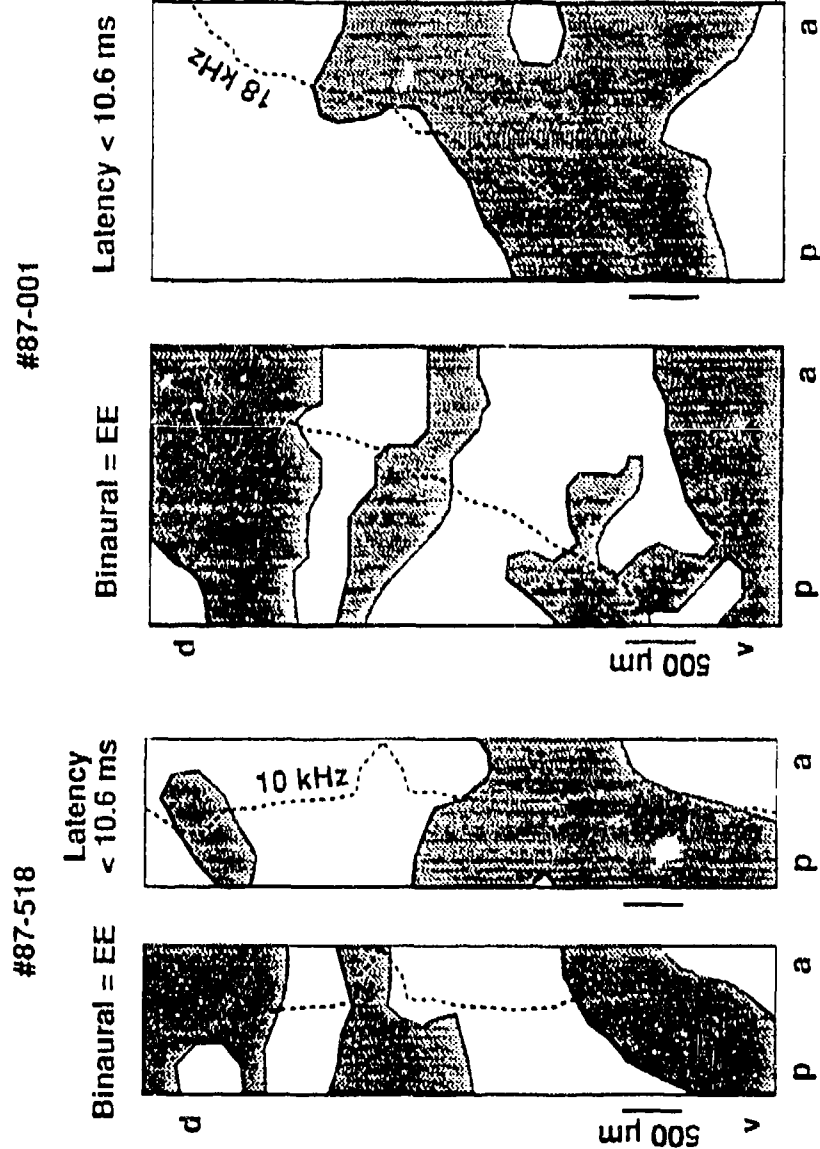 #87-518
Binaural = EE
Latency
< 10.6 ms
10 kHz
d
v
500 µm
p
a
p
a
#87-001
Binaural = EE
Latency < 10.6 ms
18 kHz
d
v
500 µm
p
a
p
a